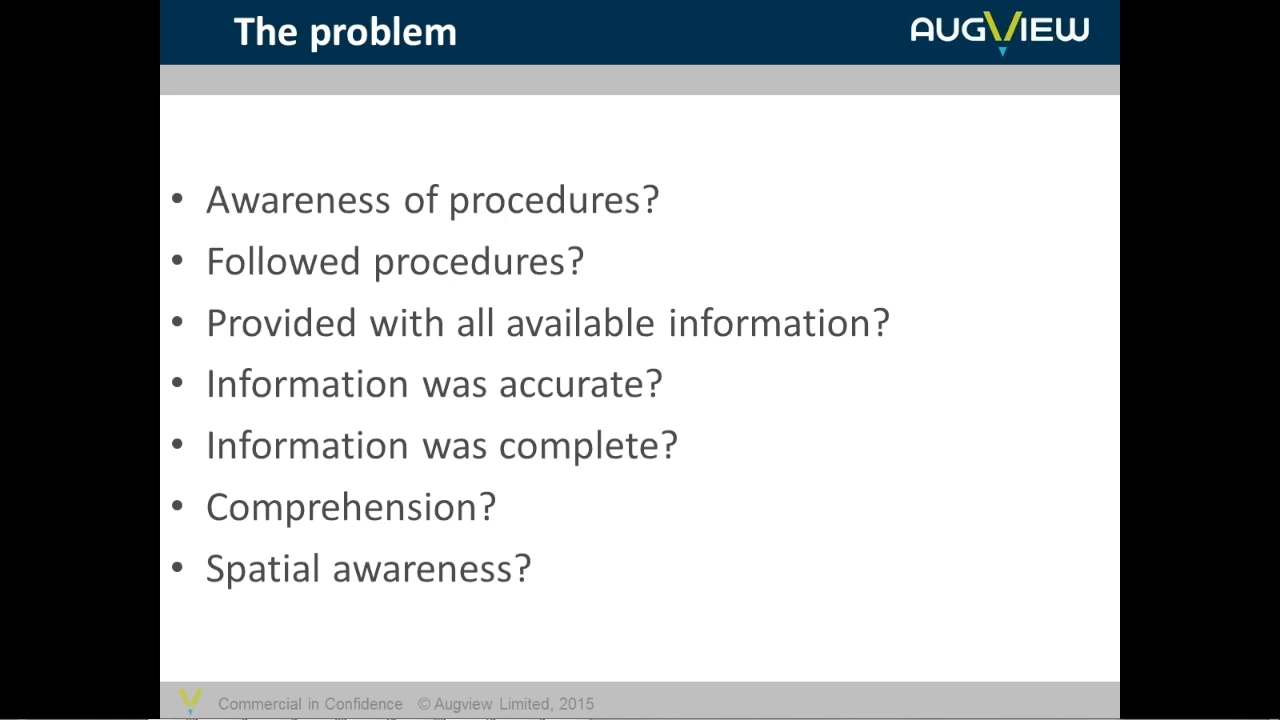 The problem
AUGVIEW
• Awareness of procedures?
• Followed procedures?
• Provided with all available information?
• Information was accurate?
• Information was complete?
• Comprehension?
• Spatial awareness?
Commercial in Confidence © Augview Limited, 2015